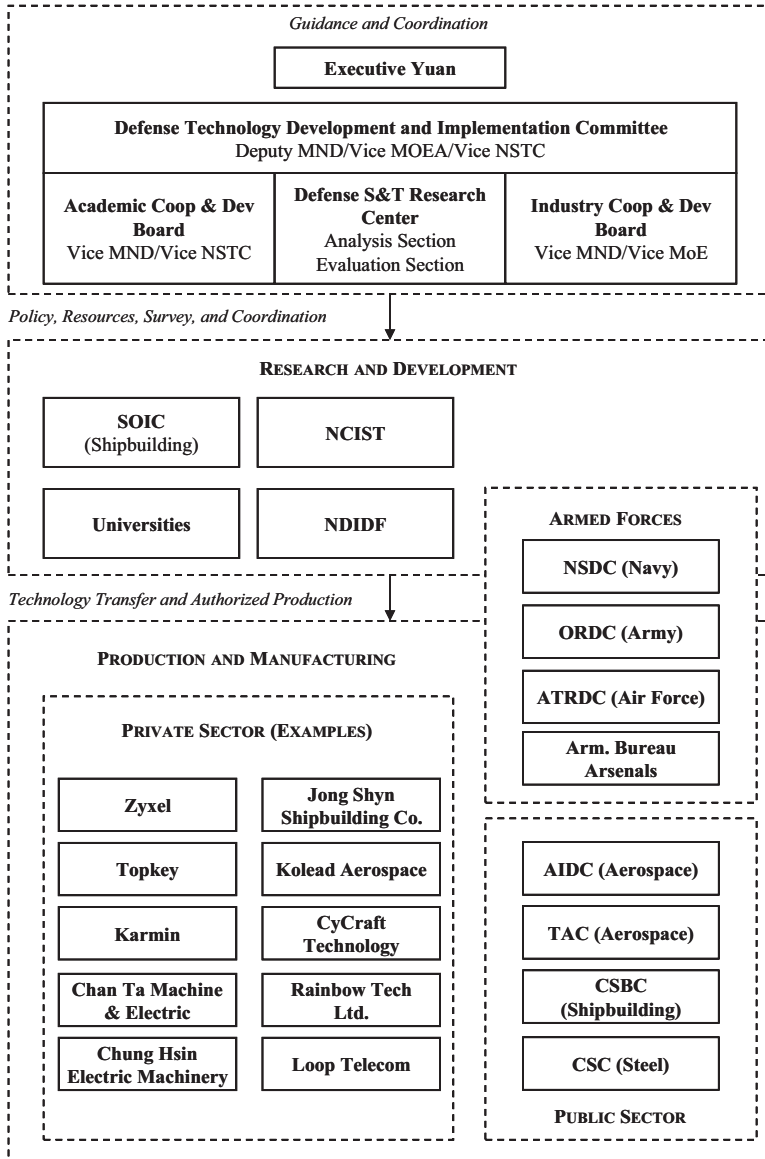 Guidance and Coordination
Executive Yuan
Defense Technology Development and Implementation Committee
Deputy MND/Vice MOEA/Vice NSTC
Academic Coop & Dev
Board
Vice MND/Vice NSTC
Defense S&T Research
Center
Analysis Section
Evaluation Section
Industry Coop & Dev
Board
Vice MND/Vice MoE
Policy, Resources, Survey, and Coordination
RESEARCH AND DEVELOPMENT
SOIC
(Shipbuilding)
NCIST
Universities
NDIDF
ARMED FORCES
NSDC (Navy)
ORDC (Army)
ATRDC (Air Force)
Arm. Bureau
Arsenals
Technology Transfer and Authorized Production
PRODUCTION AND MANUFACTURING
PRIVATE SECTOR (EXAMPLES)
Zyxel
Jong Shyn
Shipbuilding Co.
Topkey
Kolead Aerospace
Karmin
CyCraft
Technology
Chan Ta Machine
& Electric
Rainbow Tech
Ltd.
Chung Hsin
Electric Machinery
Loop Telecom
AIDC (Aerospace)
TAC (Aerospace)
CSBC
(Shipbuilding)
CSC (Steel)
PUBLIC SECTOR